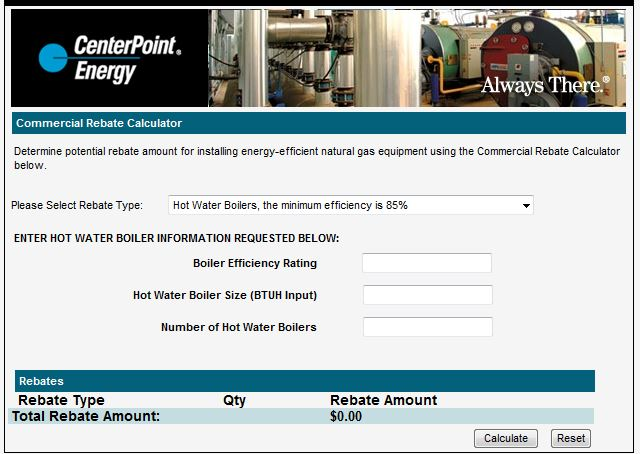 CenterPoint®
Energy
Always There.®
Commercial Rebate Calculator
Determine potential rebate amount for installing energy-efficient natural gas equipment using the Commercial Rebate Calculator
below.
Please Select Rebate Type: Hot Water Boilers, the minimum efficiency is 85%
ENTER HOT WATER BOILER INFORMATION REQUESTED BELOW:
Boiler Efficiency Rating
Hot Water Boiler Size (BTUH Input)
Number of Hot Water Boilers
Rebates
Rebate Type Qty Rebate Amount
Total Rebate Amount: $0.00
Calculate Reset